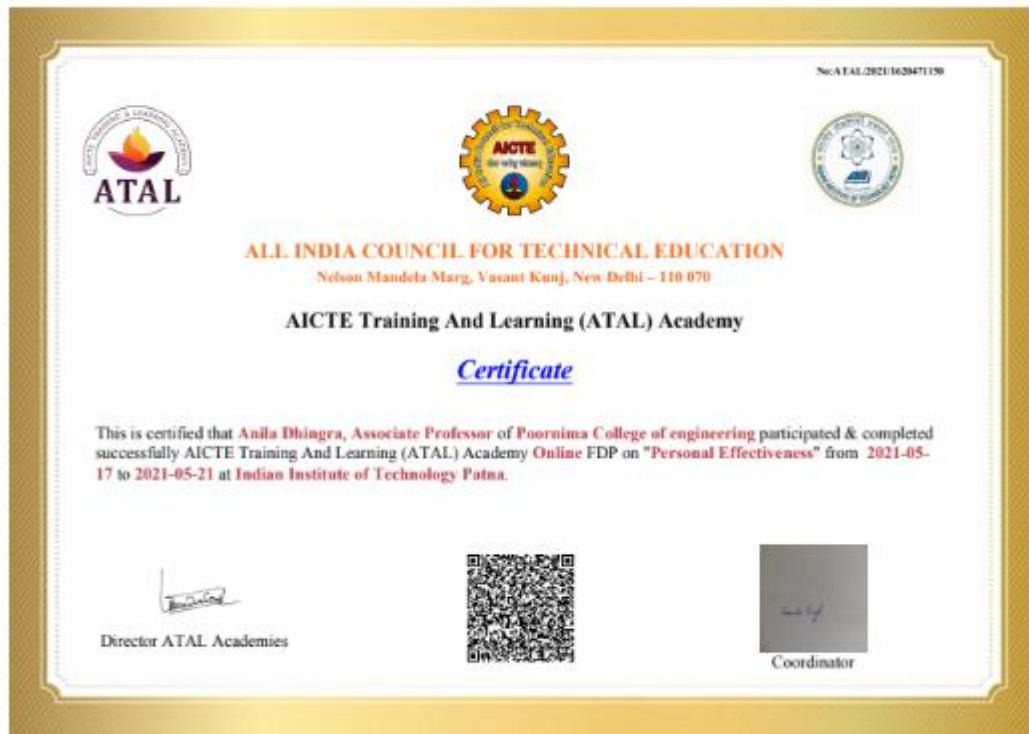 No:ATAL/2021/1620471150
ATAL
AICTE
ALL INDIA COUNCIL FOR TECHNICAL EDUCATION
Nelson Mandela Marg, Vasant Kunj, New Delhi – 110 070
AICTE Training And Learning (ATAL) Academy
Certificate
This is certified that Anila Dhingra, Associate Professor of Poornima College of engineering participated & completed
successfully AICTE Training And Learning (ATAL) Academy Online FDP on "Personal Effectiveness" from 2021-05-
17 to 2021-05-21 at Indian Institute of Technology Patna.
Director ATAL Academies
Coordinator